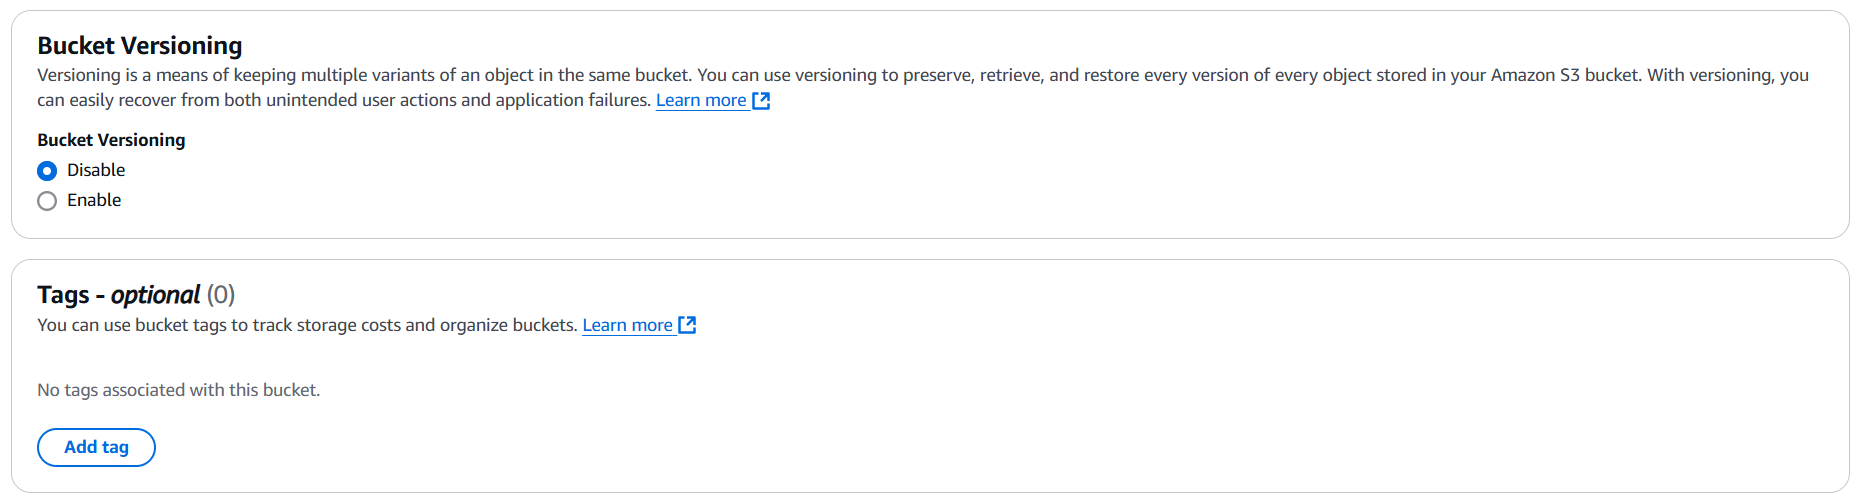 Bucket Versioning
Versioning is a means of keeping multiple variants of an object in the same bucket. You can use versioning to preserve, retrieve, and restore every version of every object stored in your Amazon S3 bucket. With versioning, you
can easily recover from both unintended user actions and application failures. Learn more
Bucket Versioning
Disable
Enable
Tags - optional (0)
You can use bucket tags to track storage costs and organize buckets. Learn more
No tags associated with this bucket.
Add tag